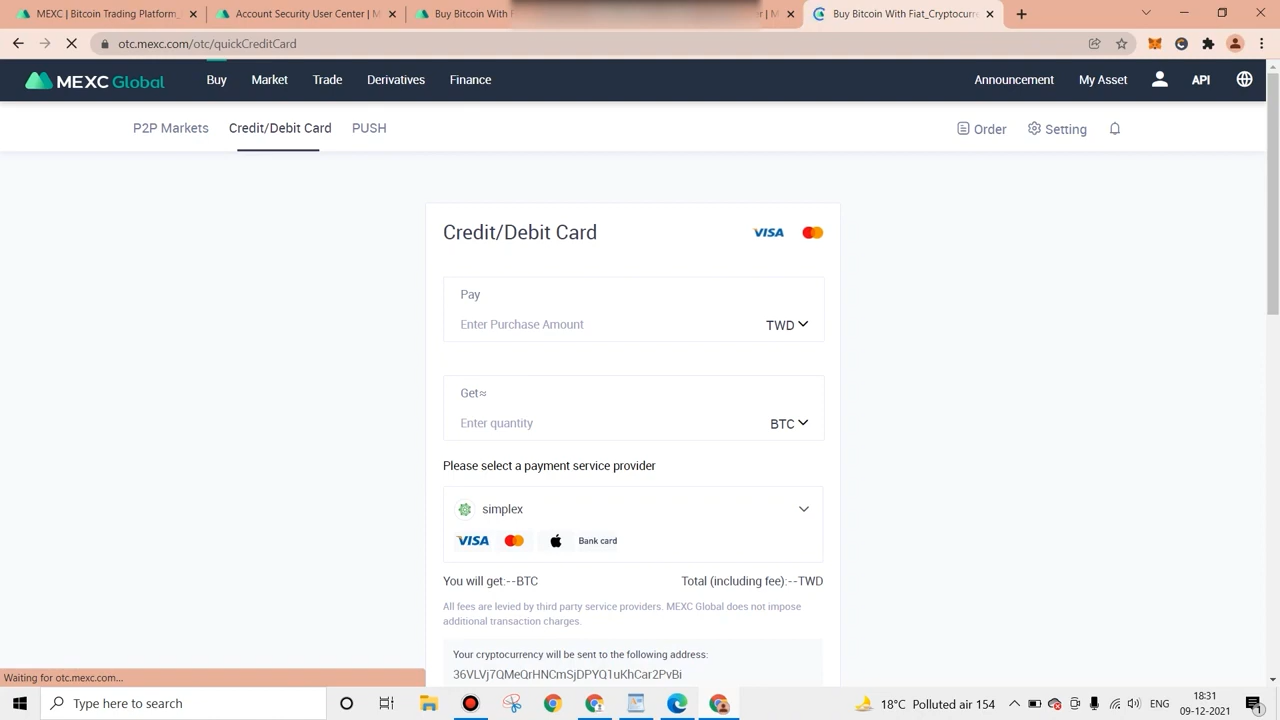 Bitcoin Trading Platform_
Account Security User Center | M
Buy Bitcoin With F
| M
Buy Bitcoin With Fiat_Cryptocurr
otc.mexc.com/otc/quickCreditCard
MEXC Global
Buy
Market
Trade
Derivatives
Finance
Announcement
My Asset
API
P2P Markets
Credit/Debit Card
PUSH
Order
Setting
Credit/Debit Card
VISA
Pay
Enter Purchase Amount
TWD
Get≈
Enter quantity
BTC
Please select a payment service provider
simplex
VISA
Bank card
You will get:--BTC
Total (including fee):--TWD
All fees are levied by third party service providers. MEXC Global does not impose
additional transaction charges.
Your cryptocurrency will be sent to the following address:
36VLVj7QMeQrHNCmSjDPYQ1uKhCar2PvBi
Waiting for otc.mexc.com...
Type here to search
18°C Polluted air 154
ENG
18:31
09-12-2021
1